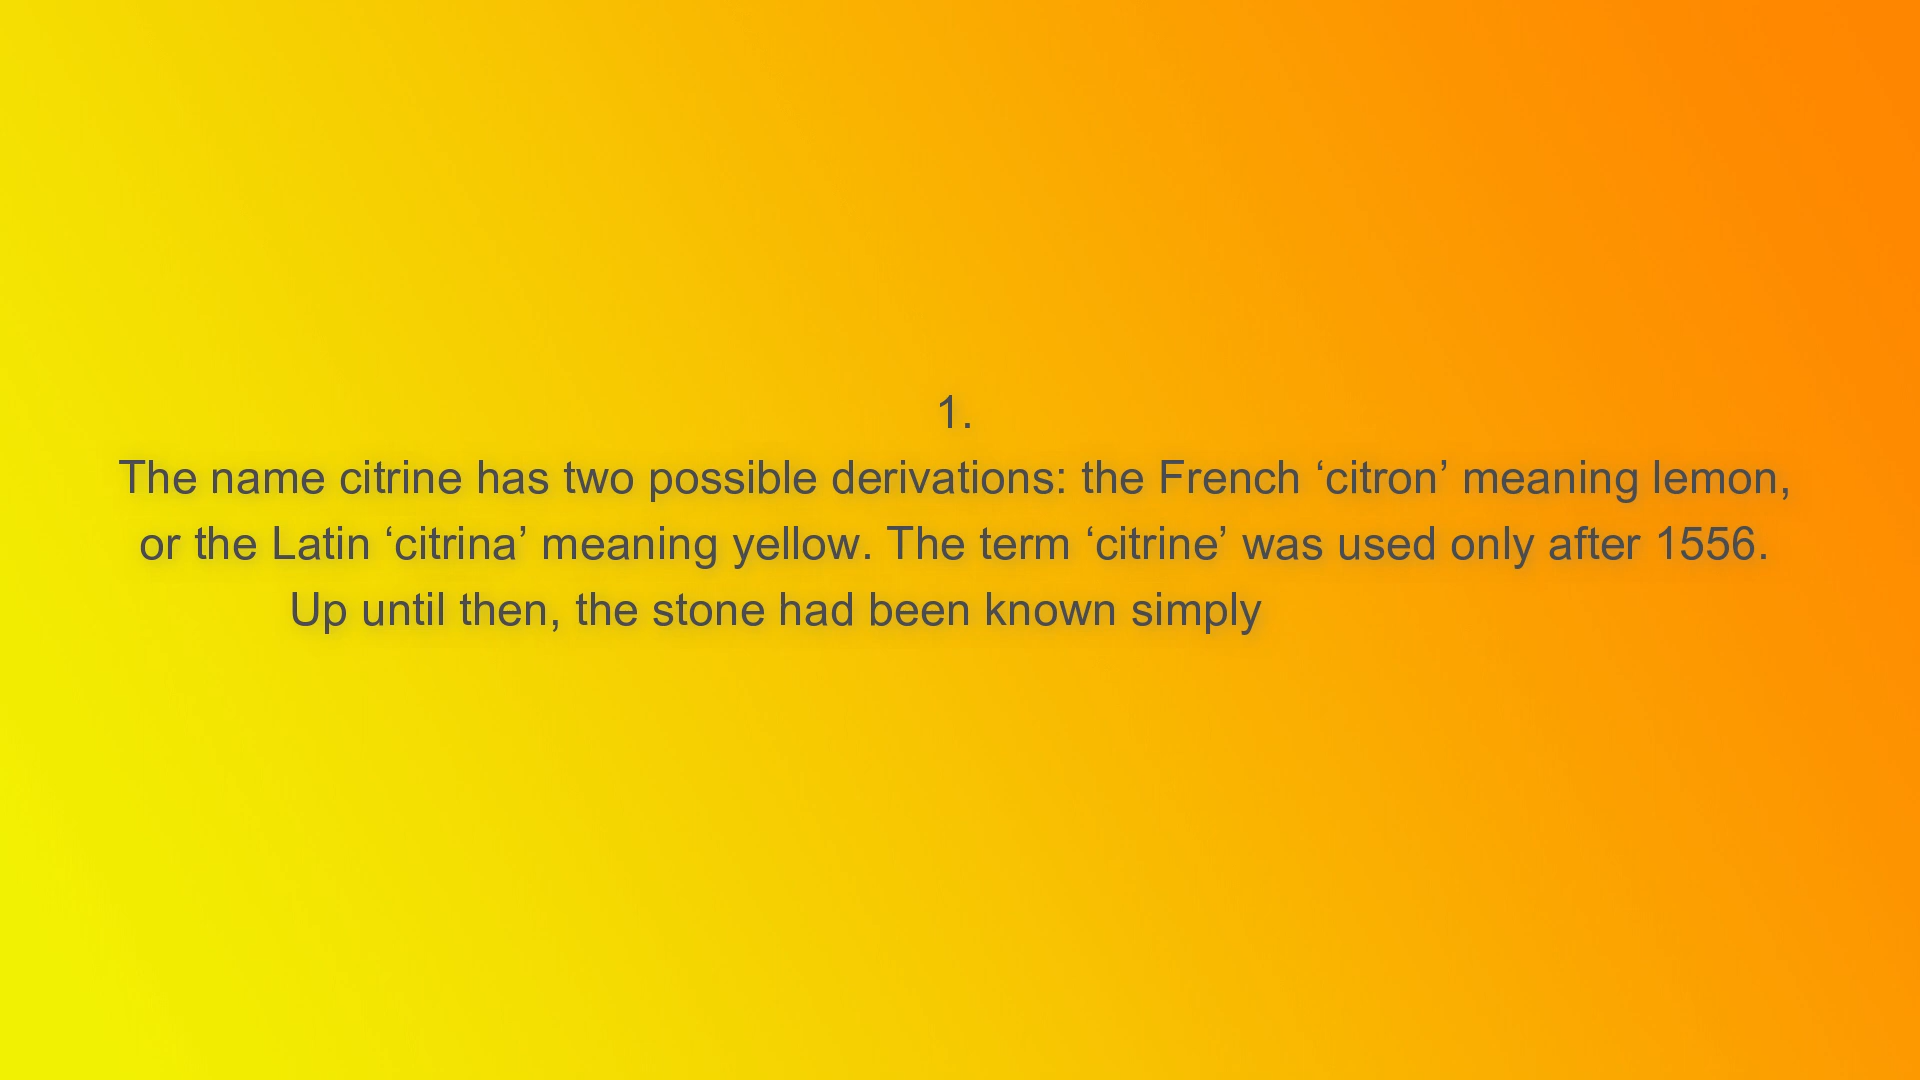 1.
The name citrine has two possible derivations: the French ‘citron’ meaning lemon,
or the Latin ‘citrina’ meaning yellow. The term ‘citrine’ was used only after 1556.
Up until then, the stone had been known simply